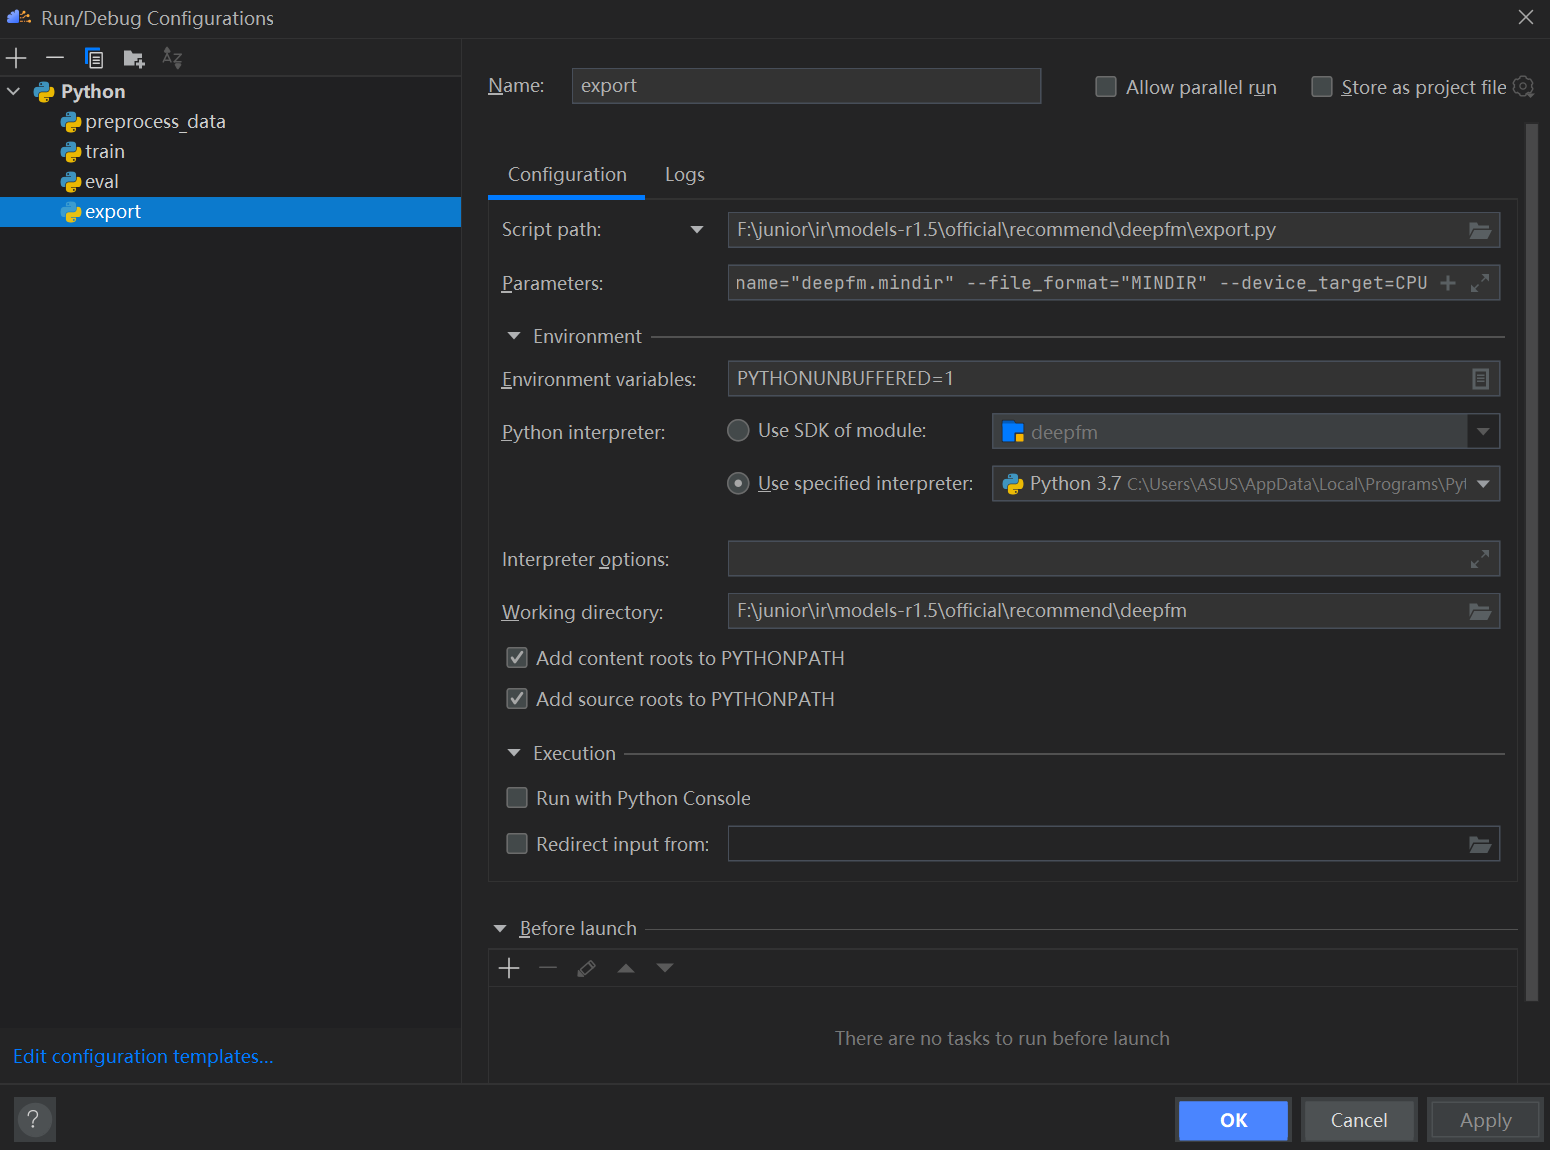 Run/Debug Configurations
Python
preprocess_data
train
eval
export
Edit configuration templates...
Name: export Allow parallel run Store as project file
Configuration Logs
Script path: F:\junior\ir\models-r1.5\official\recommend\deepfm\export.py
Parameters: name="deepfm.mindir" --file_format="MINDIR" --device_target=CPU
Environment
Environment variables: PYTHONUNBUFFERED=1
Python interpreter: Use SDK of module: deepfm
Use specified interpreter: Python 3.7 C:\Users\ASUS\AppData\Local\Programs\Pyt
Interpreter options:
Working directory: F:\junior\ir\models-r1.5\official\recommend\deepfm
Add content roots to PYTHONPATH
Add source roots to PYTHONPATH
Execution
Run with Python Console
Redirect input from:
Before launch
There are no tasks to run before launch
? OK Cancel Apply